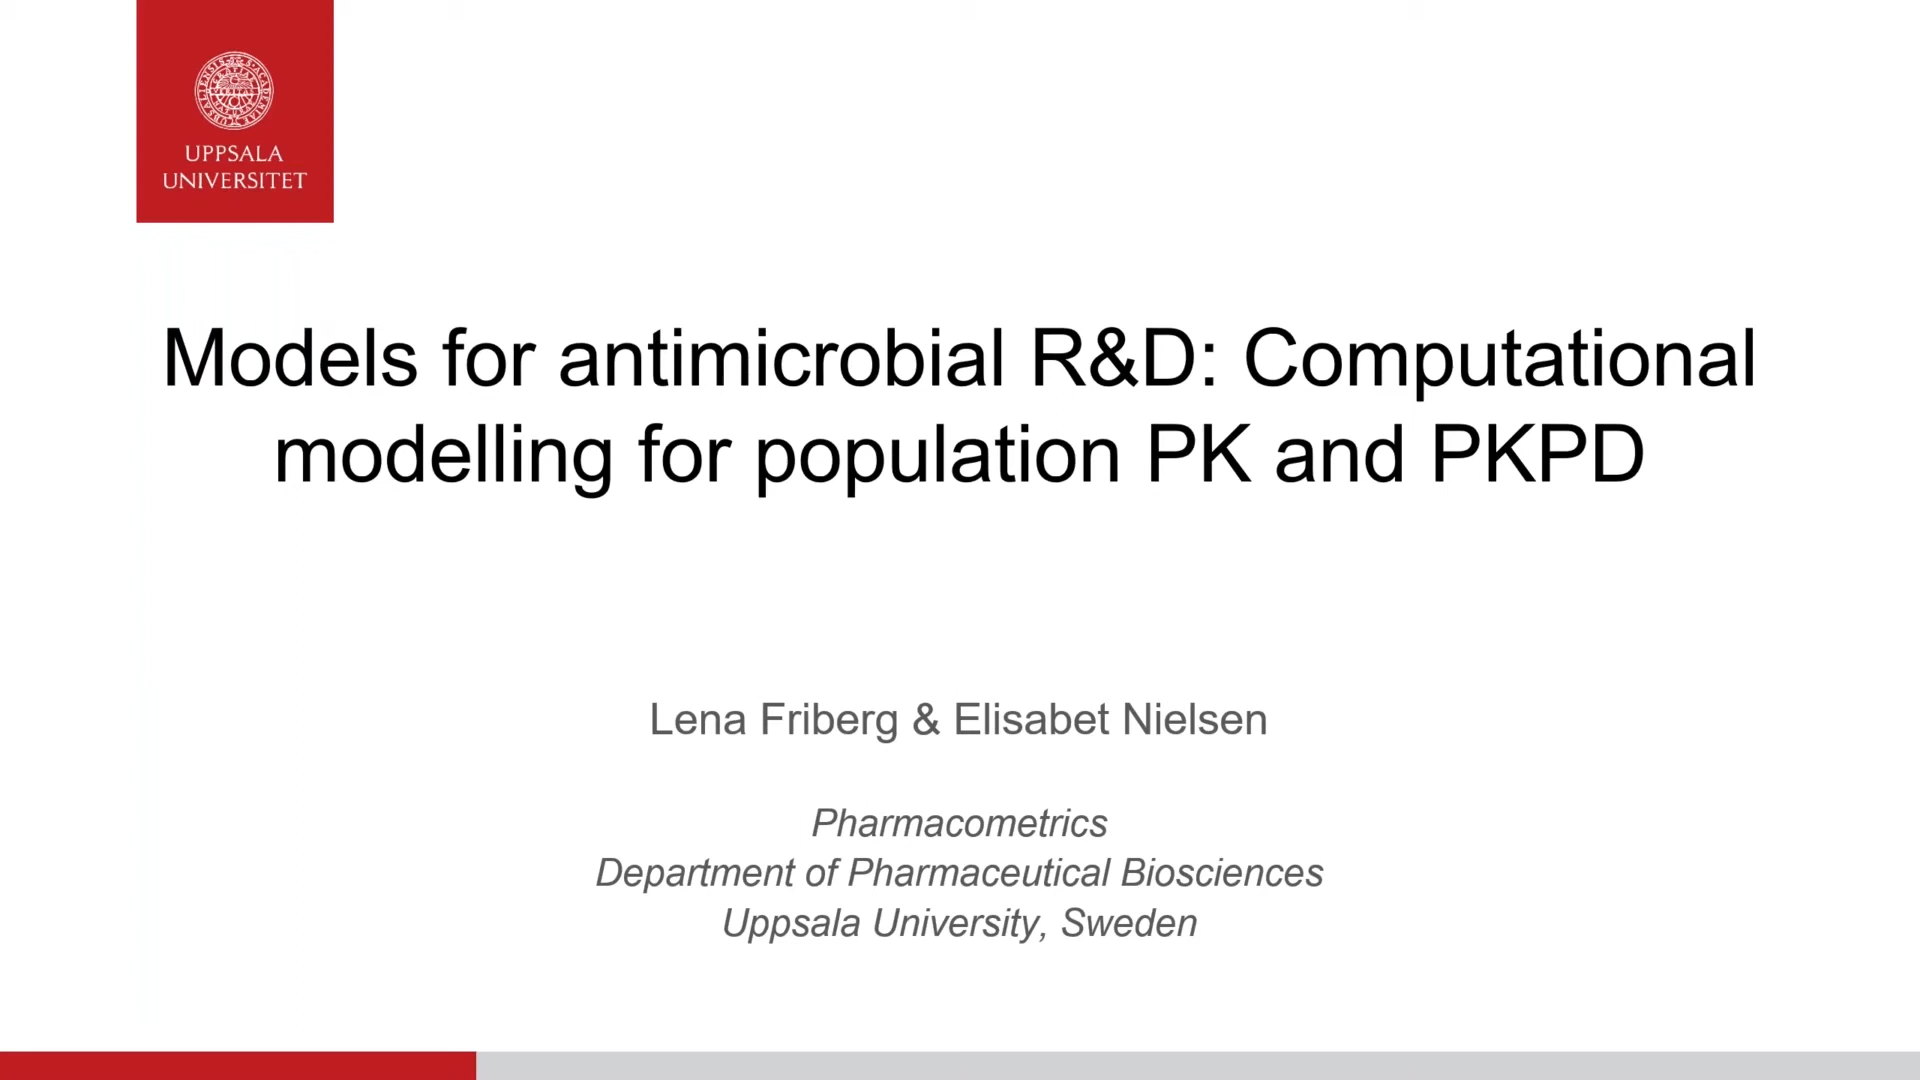 UPPSALA
UNIVERSITET
Models for antimicrobial R&D: Computational
modelling for population PK and PKPD
Lena Friberg & Elisabet Nielsen
Pharmacometrics
Department of Pharmaceutical Biosciences
Uppsala University, Sweden